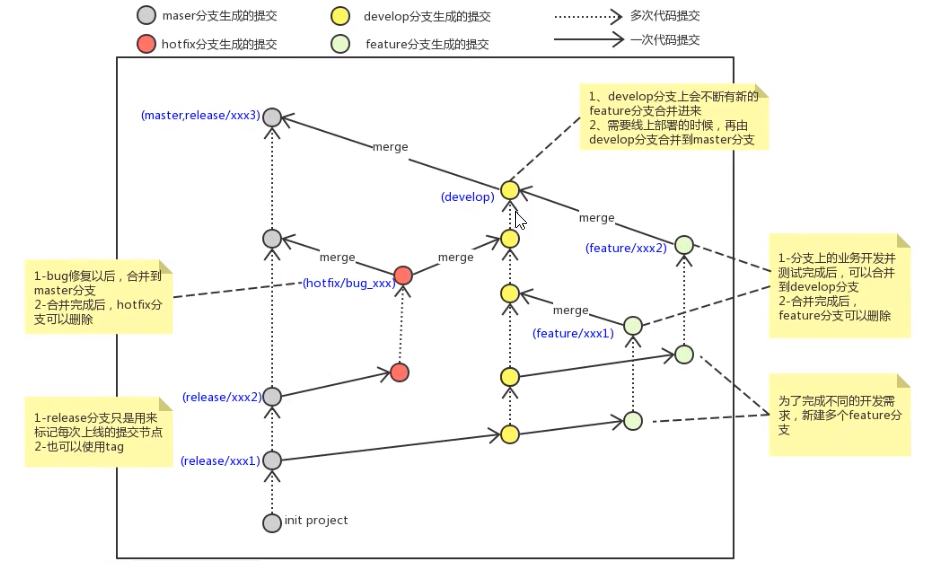 maser分支生成的提交
develop分支生成的提交
多次代码提交
hotfix分支生成的提交
feature分支生成的提交
一次代码提交
1、develop分支上会不断有新的
feature分支合并进来
2、需要线上部署的时候，再由
develop分支合并到master分支
(master,release/xxx3)
merge
(develop)
merge
(feature/xxx2)
merge
merge
1-bug修复以后，合并到
master分支
2-合并完成后，hotfix分
支可以删除
(hotfix/bug_xxx)
1-分支上的业务开发并
测试完成后，可以合并
到develop分支
2-合并完成后，
feature分支可以删除
merge
(feature/xxx1)
(release/xxx2)
1-release分支只是用来
标记每次上线的提交节点
2-也可以使用tag
为了完成不同的开发需
求，新建多个feature分
支
(release/xxx1)
init project